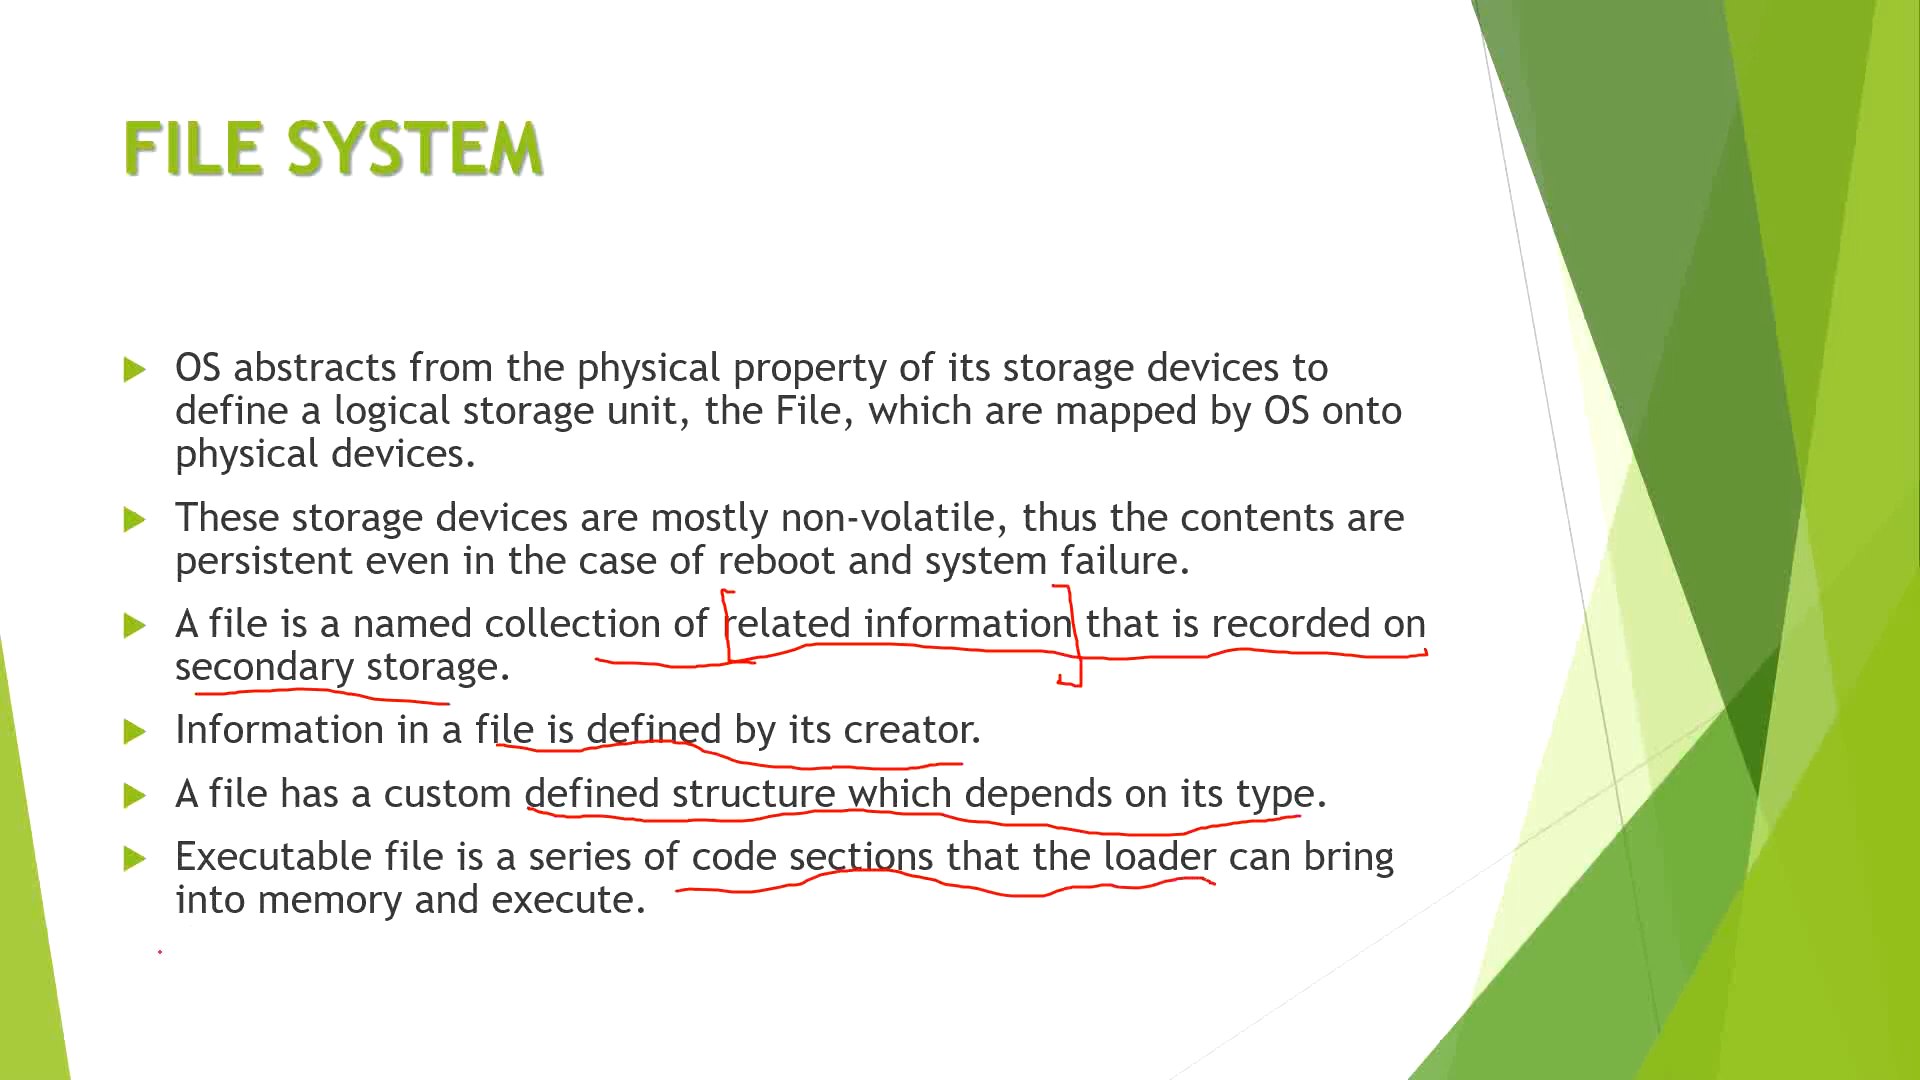 FILE SYSTEM
OS abstracts from the physical property of its storage devices to
define a logical storage unit, the File, which are mapped by OS onto
physical devices.
These storage devices are mostly non-volatile, thus the contents are
persistent even in the case of reboot and system failure.
A file is a named collection of related information that is recorded on
secondary storage.
Information in a file is defined by its creator.
A file has a custom defined structure which depends on its type.
Executable file is a series of code sections that the loader can bring
into memory and execute.